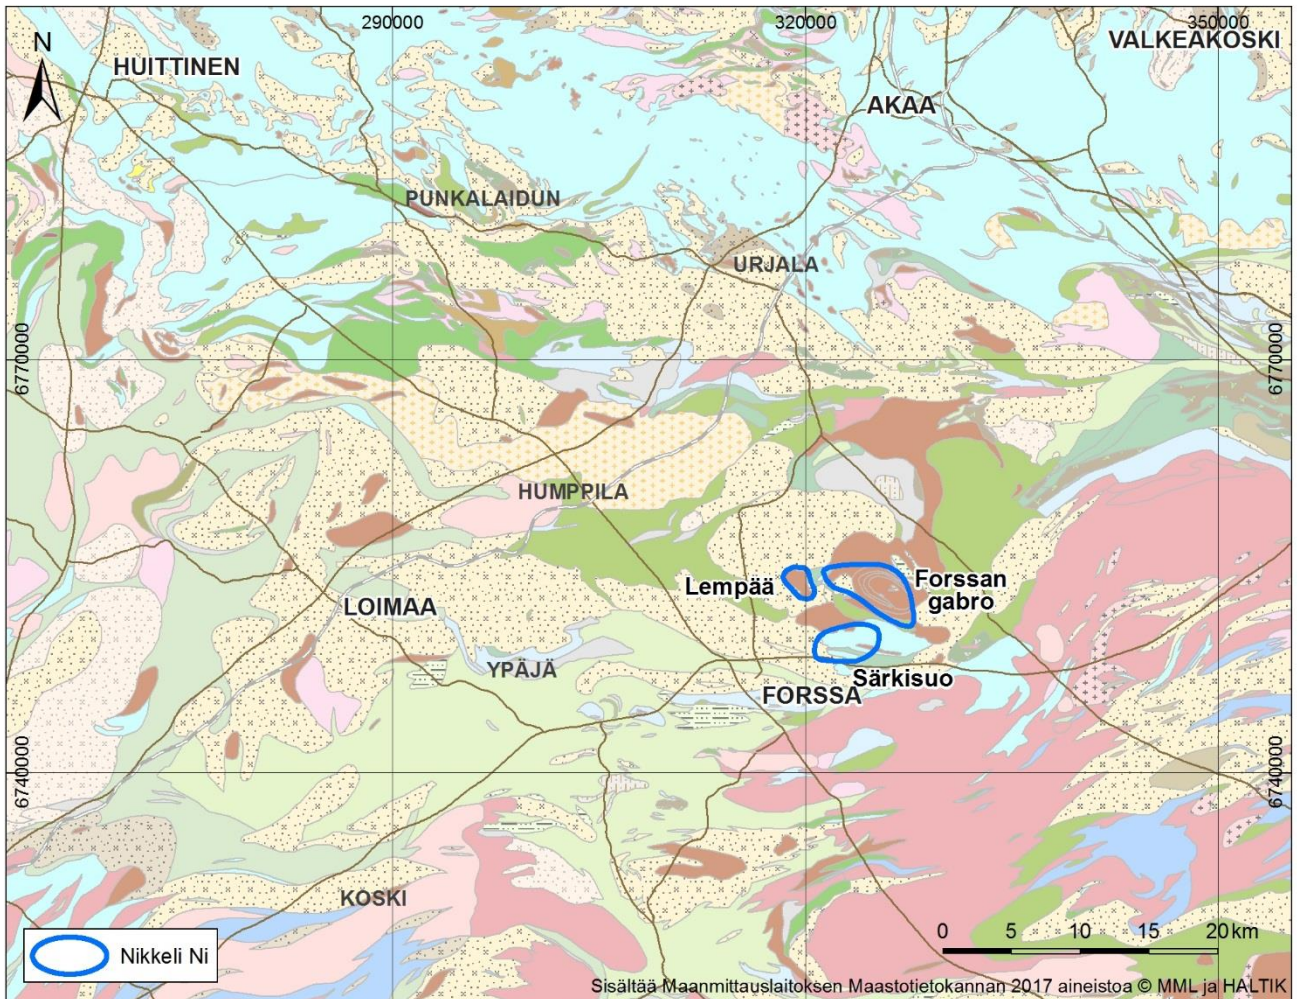 290000
320000
350000
N
HUITTINEN
VALKEAKOSKI
AKAA
PUNKALAIDUN
URJALA
6770000
6770000
HUMPPILA
Lempää
Forssan
gabro
LOIMAA
YPÄJÄ
Särkisuo
FORSSA
6740000
6740000
KOSKI
0 5 10 15 20 km
Nikkeli Ni
Sisältää Maanmittauslaitoksen Maastotietokannan 2017 aineistoa © MML ja HALTIK